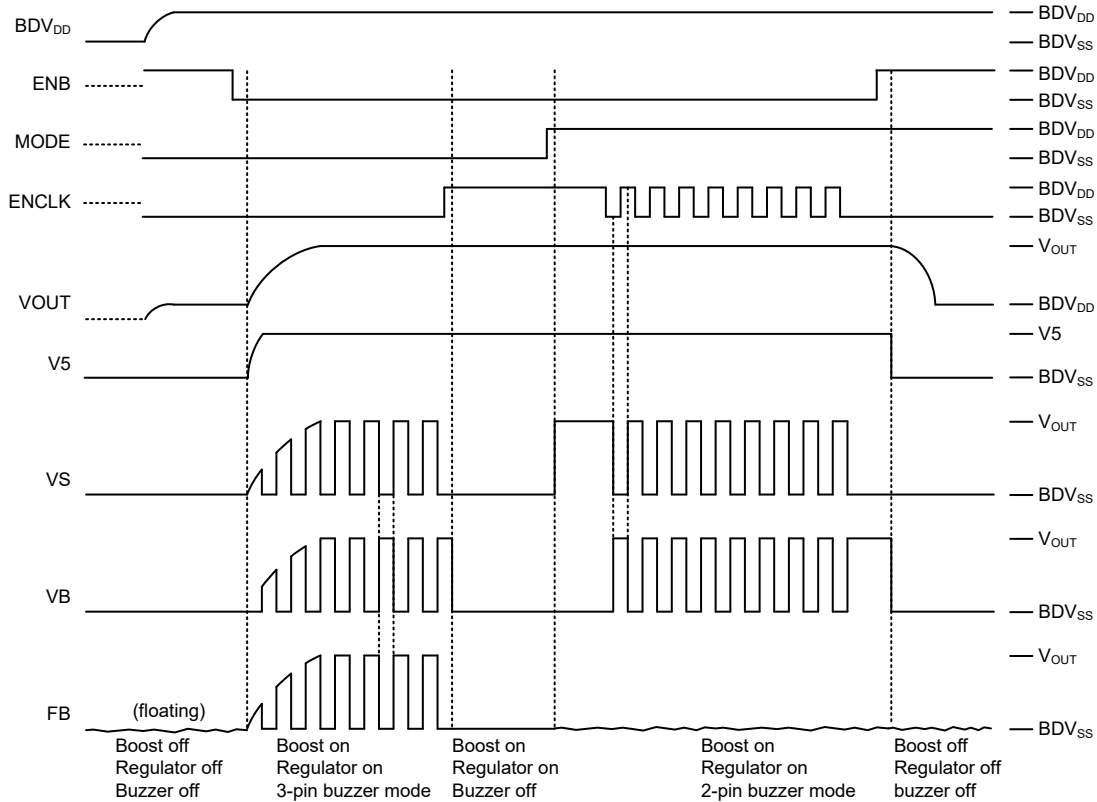 BDVDD
BDVDD
BDVSS
ENB
BDVDD
BDVSS
MODE
BDVDD
BDVSS
ENCLK
BDVDD
BDVSS
VOUT
VOUT
BDVDD
V5
V5
BDVSS
VS
VOUT
BDVSS
VB
VOUT
BDVSS
FB
(floating)
VOUT
BDVSS
Boost off
Regulator off
Buzzer off
Boost on
Regulator on
3-pin buzzer mode
Boost on
Regulator on
Buzzer off
Boost on
Regulator on
2-pin buzzer mode
Boost off
Regulator off
buzzer off